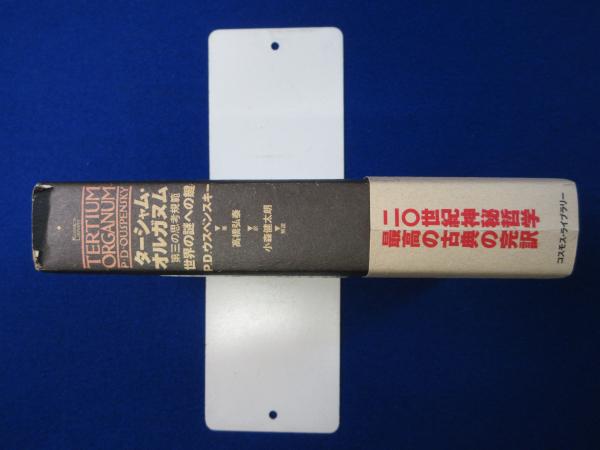 TERTIUM
ORGANUM
P·D·OUSPENSKY
ターシャム・
オルガヌム
第三の思考規範
世界の謎への鍵
P.D.ウスペンスキー
著
高橋弘泰
訳
小森健太朗
解説
二〇世紀神秘哲学
最高の古典の完訳
コスモス・ライブラリー